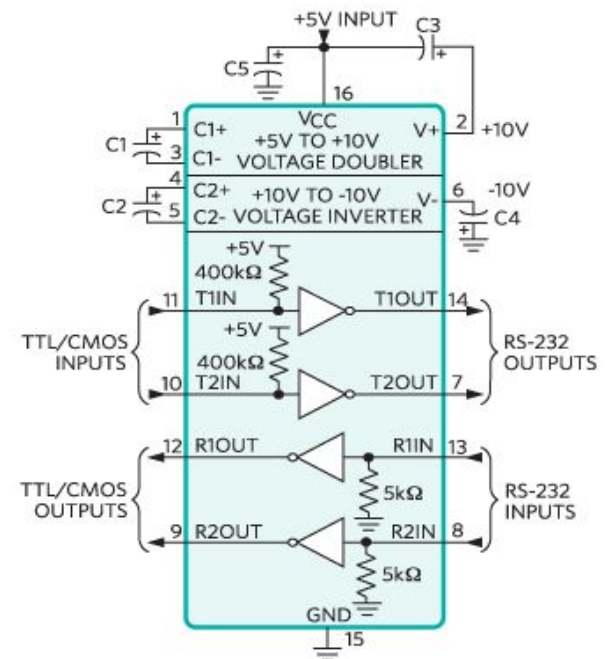 +5V INPUT
C3
+
C5
+
16
1
C1+
VCC
V+
2
+10V
C1
+
+5V TO +10V
VOLTAGE DOUBLER
3
C1-
4
C2+
+10V TO -10V
V-
6
-10V
C2
+
5
C2-
VOLTAGE INVERTER
+
C4
+5V
400kΩ
11
T1IN
T1OUT
14
+5V
TTL/CMOS
INPUTS
RS-232
OUTPUTS
400kΩ
10
T2IN
T2OUT
7
12
R1OUT
R1IN
13
TTL/CMOS
OUTPUTS
5kΩ
RS-232
INPUTS
9
R2OUT
R2IN
8
5kΩ
GND
15